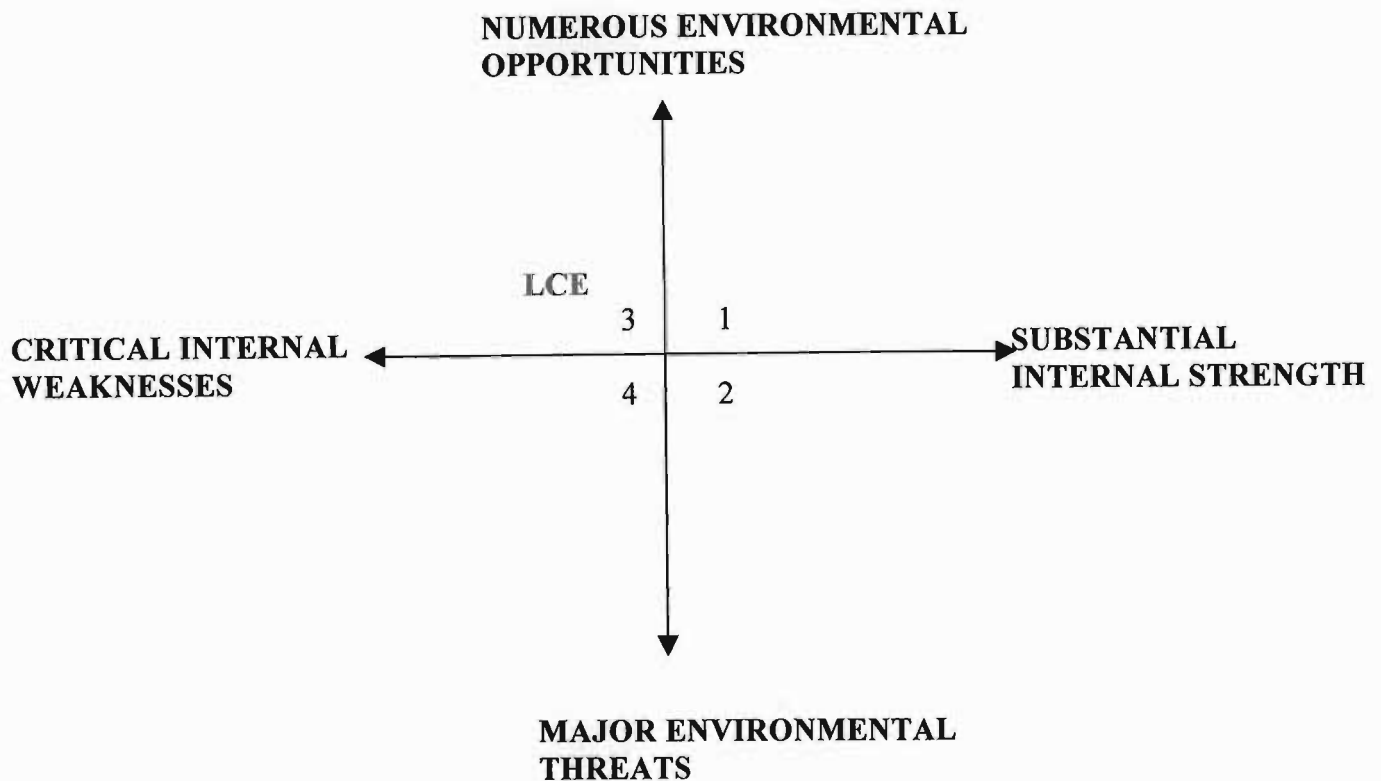 NUMEROUS ENVIRONMENTAL
OPPORTUNITIES
LCE
3 1
CRITICAL INTERNAL
WEAKNESSES
SUBSTANTIAL
INTERNAL STRENGTH
4 2
MAJOR ENVIRONMENTAL
THREATS